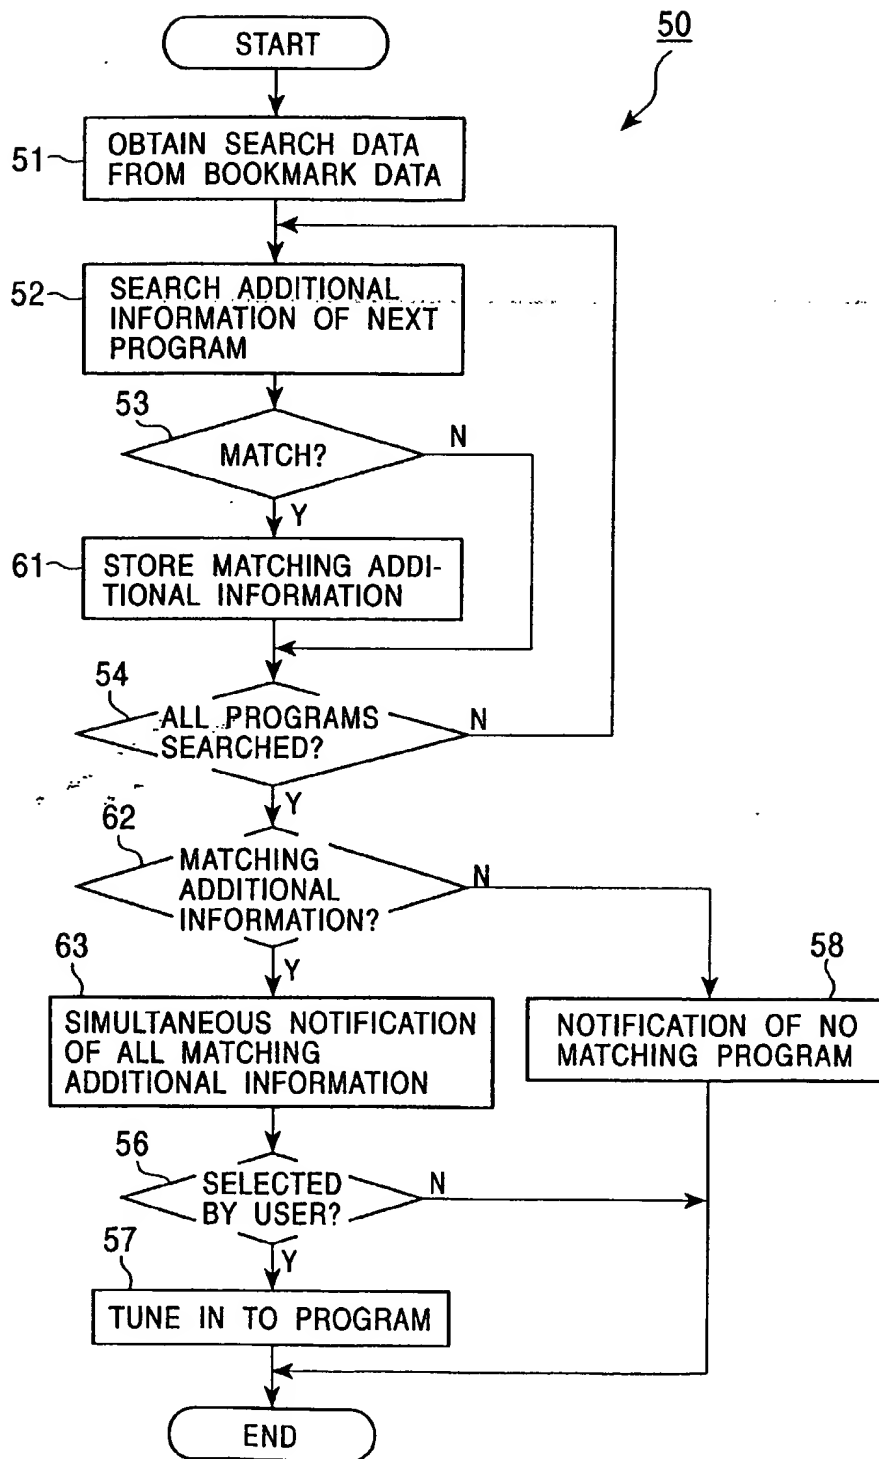 START
50
51
OBTAIN SEARCH DATA
FROM BOOKMARK DATA
52
SEARCH ADDITIONAL
INFORMATION OF NEXT
PROGRAM
53
MATCH?
N
Y
61
STORE MATCHING ADDI-
TIONAL INFORMATION
54
ALL PROGRAMS
SEARCHED?
N
Y
62
MATCHING
ADDITIONAL
INFORMATION?
N
Y
63
SIMULTANEOUS NOTIFICATION
OF ALL MATCHING
ADDITIONAL INFORMATION
58
NOTIFICATION OF NO
MATCHING PROGRAM
56
SELECTED
BY USER?
N
Y
57
TUNE IN TO PROGRAM
END